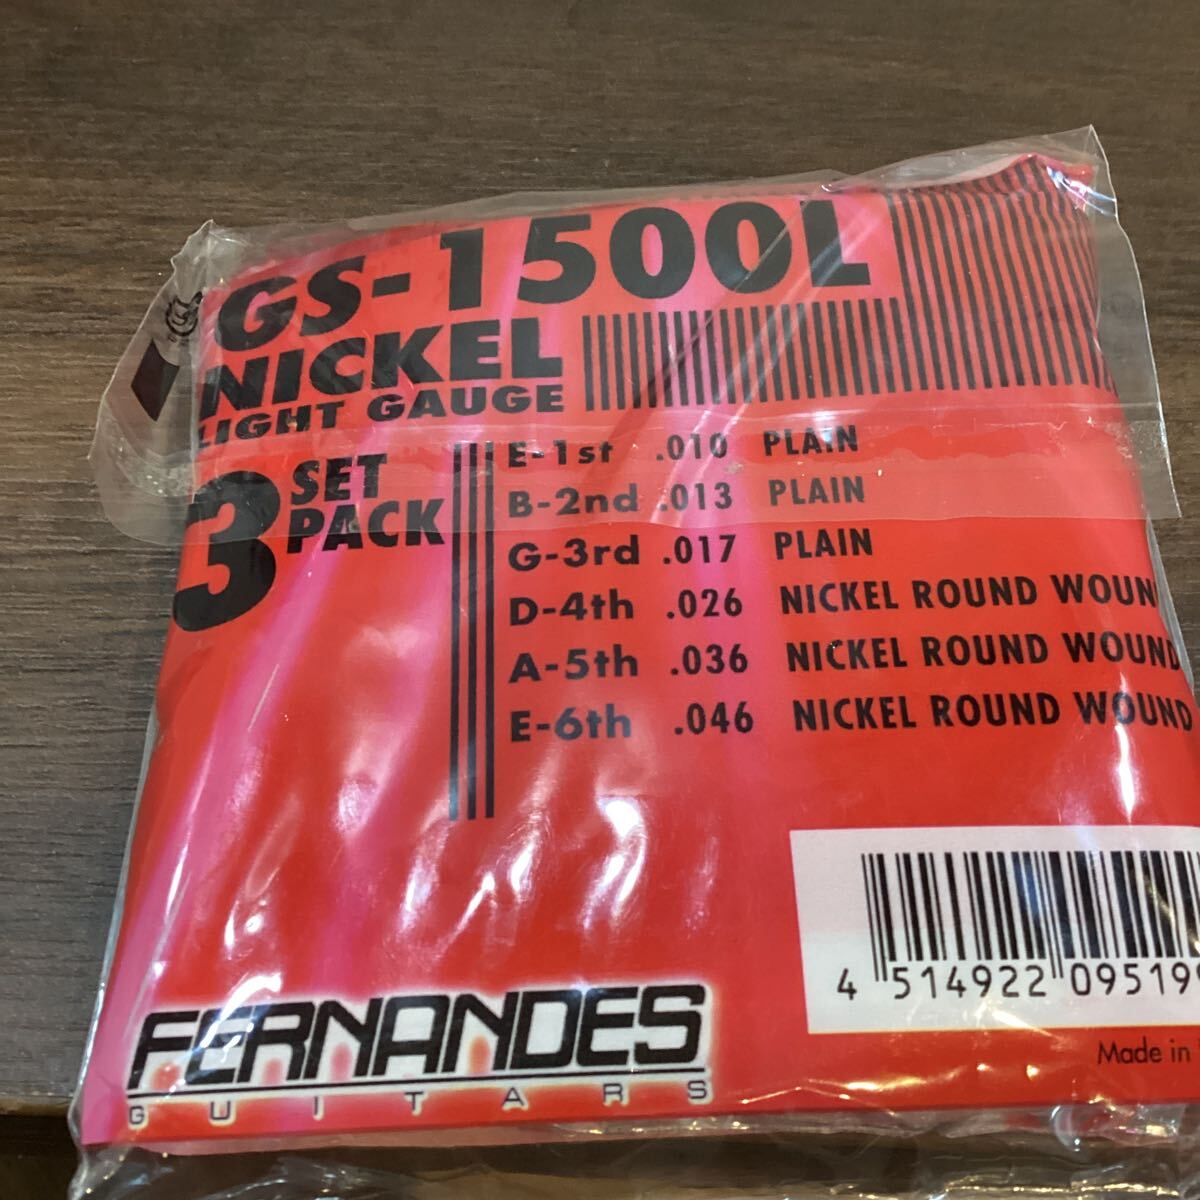 GS-1500L
NICKEL
LIGHT GAUGE
3 SET PACK
E-1st .010 PLAIN
B-2nd .013 PLAIN
G-3rd .017 PLAIN
D-4th .026 NICKEL ROUND WOUN
A-5th .036 NICKEL ROUND WOUND
E-6th .046 NICKEL ROUND WOUND
4 514922 09519
Made in
FERNANDES
GUITARS